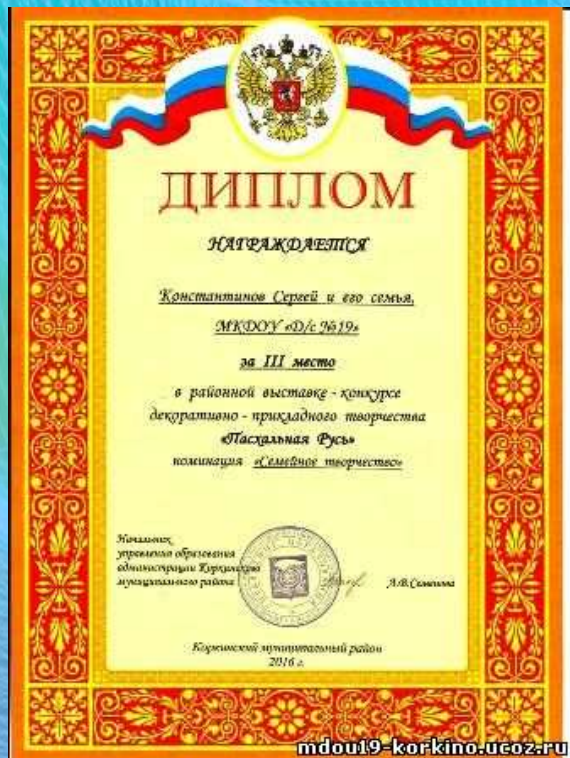 ДИПЛОМ
НАГРАЖДАЕТСЯ
Константинов Сергей и его семья,
МКДОУ «Д/с №19»
за III место
в районной выставке - конкурсе
декоративно - прикладного творчества
«Пасхальная Русь»
номинация «Семейное творчество»
Начальник
управления образования
администрации Коркинского
муниципального района А.В.Семенова
Коркинский муниципальный район
2016 г.
mdou19-korkino.ucoz.ru